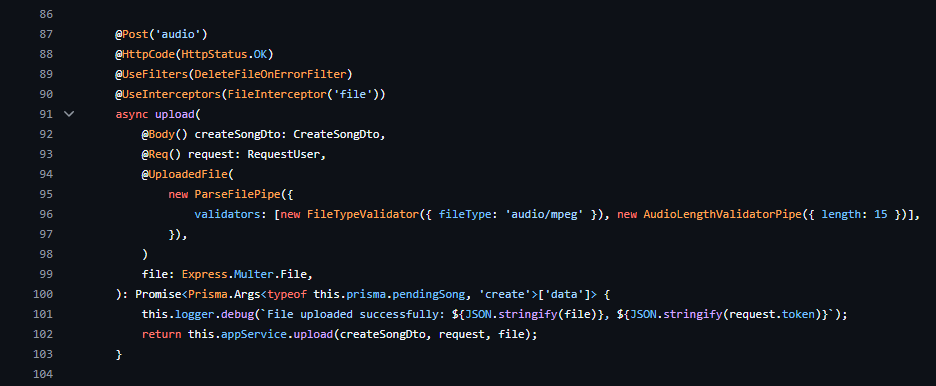 86
87 @Post('audio')
88 @HttpCode(HttpStatus.OK)
89 @UseFilters(DeleteFileOnErrorFilter)
90 @UseInterceptors(FileInterceptor('file'))
91 async upload(
92 @Body() createSongDto: CreateSongDto,
93 @Req() request: RequestUser,
94 @UploadedFile(
95 new ParseFilePipe({
96 validators: [new FileTypeValidator({ fileType: 'audio/mpeg' }), new AudioLengthValidatorPipe({ length: 15 })],
97 }),
98 )
99 file: Express.Multer.File,
100 ): Promise<Prisma.Args<typeof this.prisma.pendingSong, 'create'>['data']> {
101 this.logger.debug(`File uploaded successfully: ${JSON.stringify(file)}, ${JSON.stringify(request.token)}`);
102 return this.appService.upload(createSongDto, request, file);
103 }
104